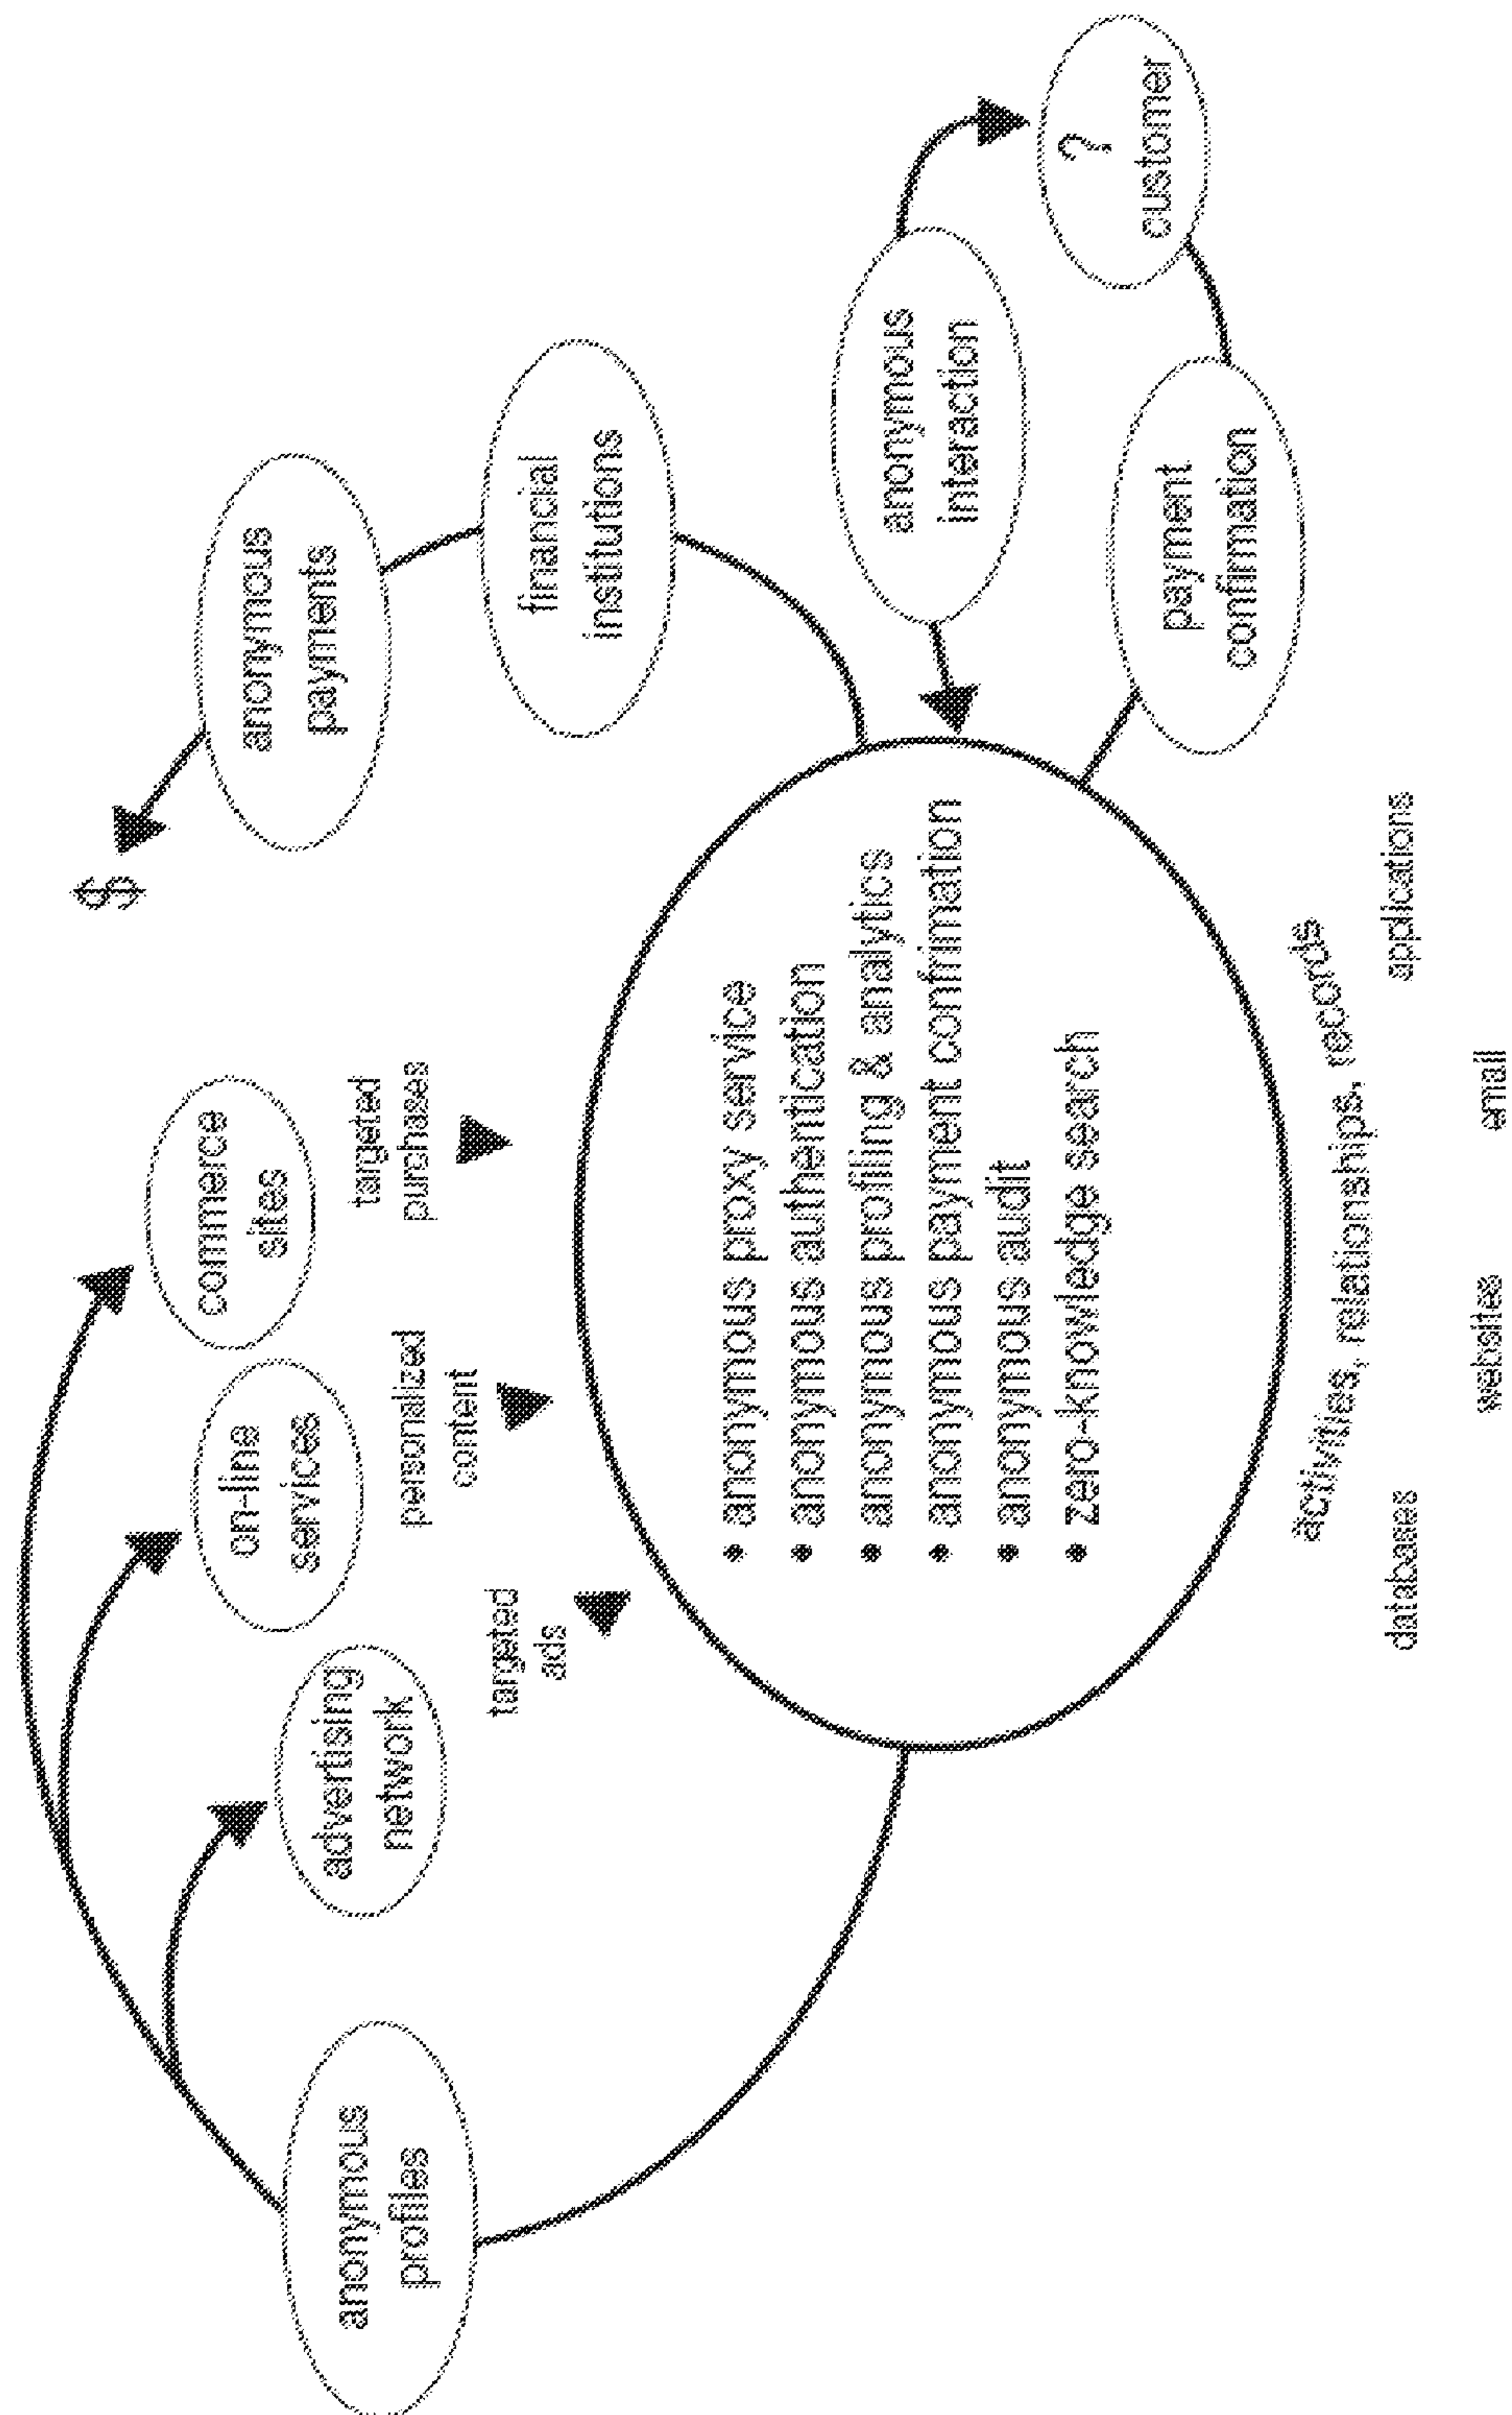 $
anonymous
payments
commerce
sites
on-line
services
advertising
network
anonymous
profiles
targeted
purchases
personalized
content
targeted
ads
financial
institutions
• anonymous proxy service
• anonymous authentication
• anonymous profiling & analytics
• anonymous payment confrimation
• anonymous audit
• zero-knowledge search
anonymous
interaction
?
customer
payment
confirmation
activities, relationships, records
databases
websites
email
applications